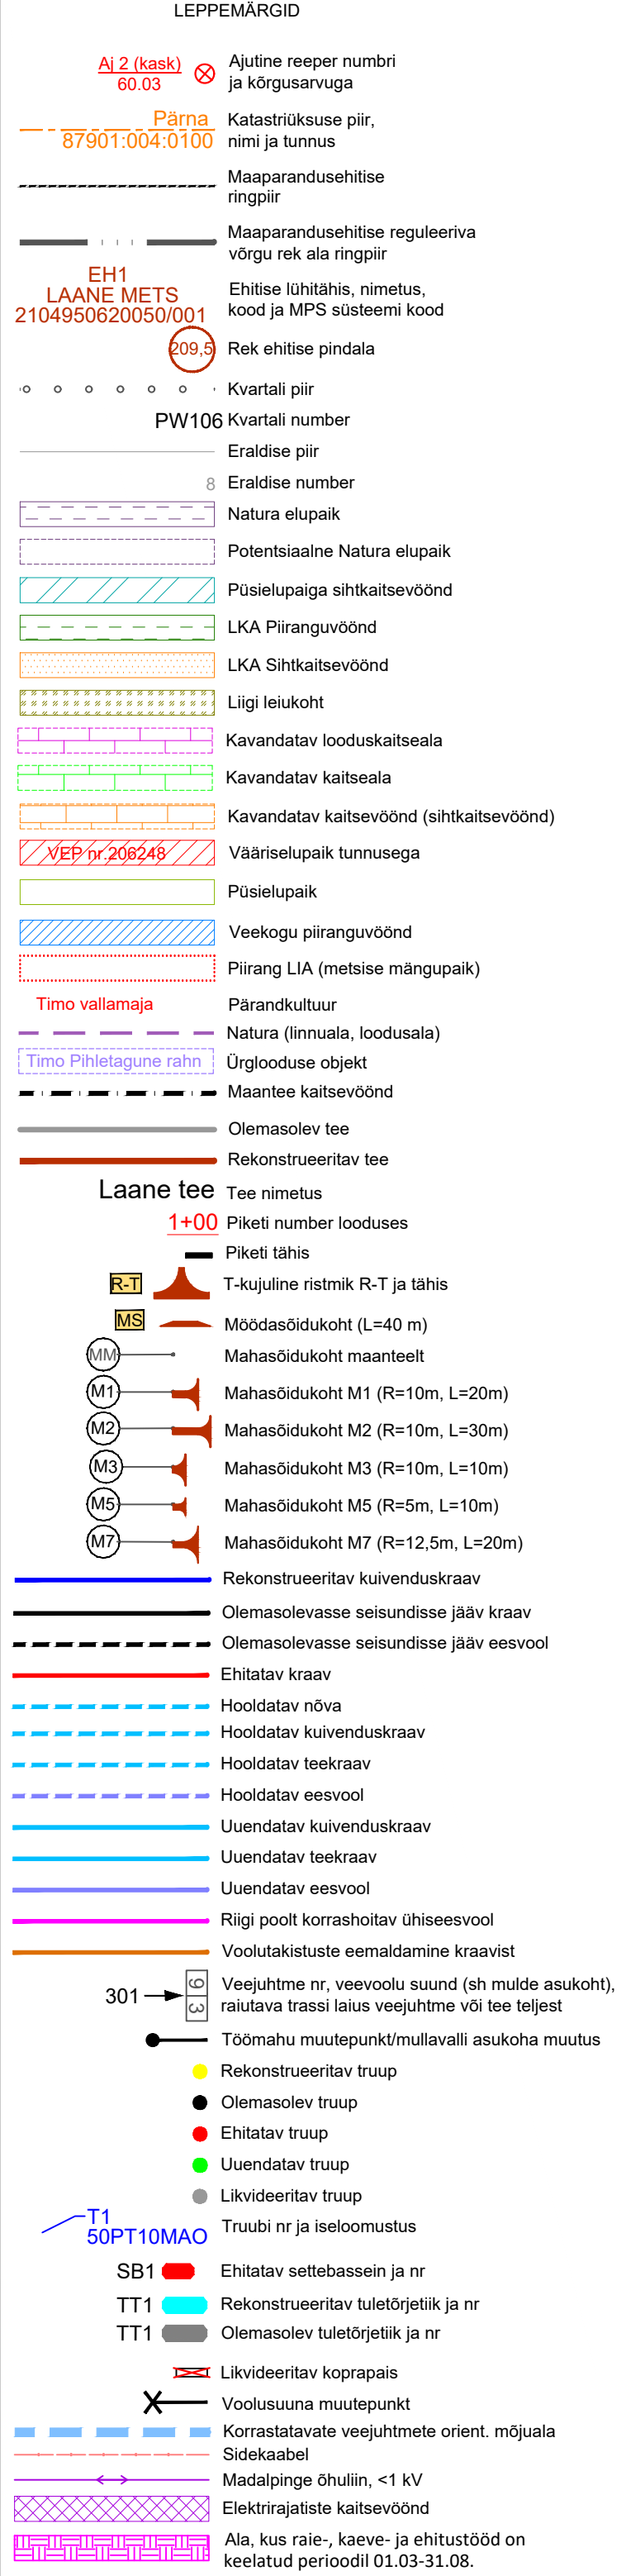 LEPPEMÄRGID
Aj 2 (kask)
60.03
Ajutine reeper numbri
ja kõrgusarvuga
Pärna
87901:004:0100
Katastriüksuse piir,
nimi ja tunnus
Maaparandusehitise
ringpiir
Maaparandusehitise reguleeriva
võrgu rek ala ringpiir
EH1
LAANE METS
2104950620050/001
Ehitise lühitähis, nimetus,
kood ja MPS süsteemi kood
209,5 Rek ehitise pindala
Kvartali piir
PW106 Kvartali number
Eraldise piir
8 Eraldise number
Natura elupaik
Potentsiaalne Natura elupaik
Püsielupaiga sihtkaitsevöönd
LKA Piiranguvöönd
LKA Sihtkaitsevöönd
Liigi leiukoht
Kavandatav looduskaitseala
Kavandatav kaitseala
Kavandatav kaitsevöönd (sihtkaitsevöönd)
VEP nr.206248 Vääriselupaik tunnusega
Püsielupaik
Veekogu piiranguvöönd
Piirang LIA (metsise mängupaik)
Timo vallamaja Pärandkultuur
Natura (linnuala, loodusala)
Timo Pihletagune rahn Ürglooduse objekt
Maantee kaitsevöönd
Olemasolev tee
Rekonstrueeritav tee
Laane tee Tee nimetus
1+00 Piketi number looduses
Piketi tähis
R-T T-kujuline ristmik R-T ja tähis
MS Möödasõidukoht (L=40 m)
MM Mahasõidukoht maanteelt
M1 Mahasõidukoht M1 (R=10m, L=20m)
M2 Mahasõidukoht M2 (R=10m, L=30m)
M3 Mahasõidukoht M3 (R=10m, L=10m)
M5 Mahasõidukoht M5 (R=5m, L=10m)
M7 Mahasõidukoht M7 (R=12,5m, L=20m)
Rekonstrueeritav kuivenduskraav
Olemasolevasse seisundisse jääv kraav
Olemasolevasse seisundisse jääv eesvool
Ehitatav kraav
Hooldatav nõva
Hooldatav kuivenduskraav
Hooldatav teekraav
Hooldatav eesvool
Uuendatav kuivenduskraav
Uuendatav teekraav
Uuendatav eesvool
Riigi poolt korrashoitav ühiseesvool
Voolutakistuste eemaldamine kraavist
301 9 3
Veejuhtme nr, veevoolu suund (sh mulde asukoht),
raiutava trassi laius veejuhtme või tee teljest
Töömahu muutepunkt/mullavalli asukoha muutus
Rekonstrueeritav truup
Olemasolev truup
Ehitatav truup
Uuendatav truup
Likvideeritav truup
T1
50PT10MAO
Truubi nr ja iseloomustus
SB1 Ehitatav settebassein ja nr
TT1 Rekonstrueeritav tuletõrjetiik ja nr
TT1 Olemasolev tuletõrjetiik ja nr
Likvideeritav koprapais
Voolusuuna muutepunkt
Korrastatavate veejuhtmete orient. mõjuala
Sidekaabel
Madalpinge õhuliin, <1 kV
Elektrirajatiste kaitsevöönd
Ala, kus raie-, kaeve- ja ehitustööd on
keelatud perioodil 01.03-31.08.